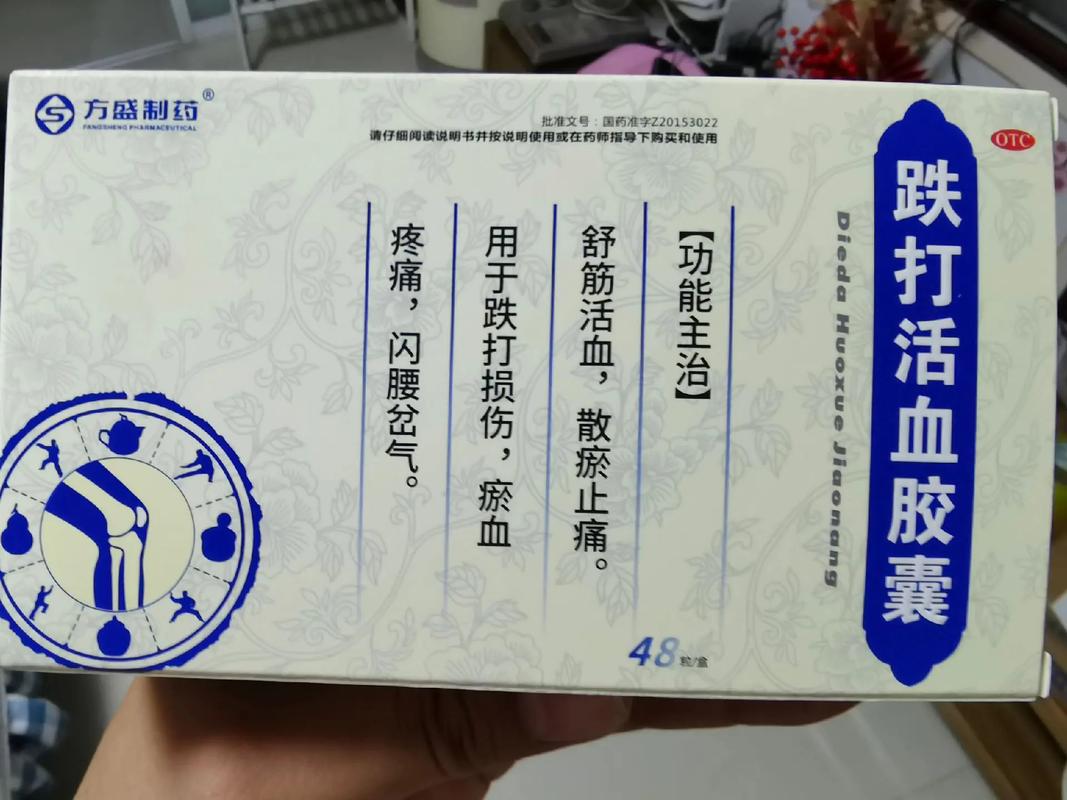 方盛制药®
FANGSHENG PHARMACEUTICAL
批准文号：国药准字Z20153022
请仔细阅读说明书并按说明使用或在药师指导下购买和使用
OTC
跌打活血胶囊
Dieda Huoxue Jiaonang
【功能主治】
舒筋活血，散瘀止痛。
用于跌打损伤，瘀血
疼痛，闪腰岔气。
48粒/盒